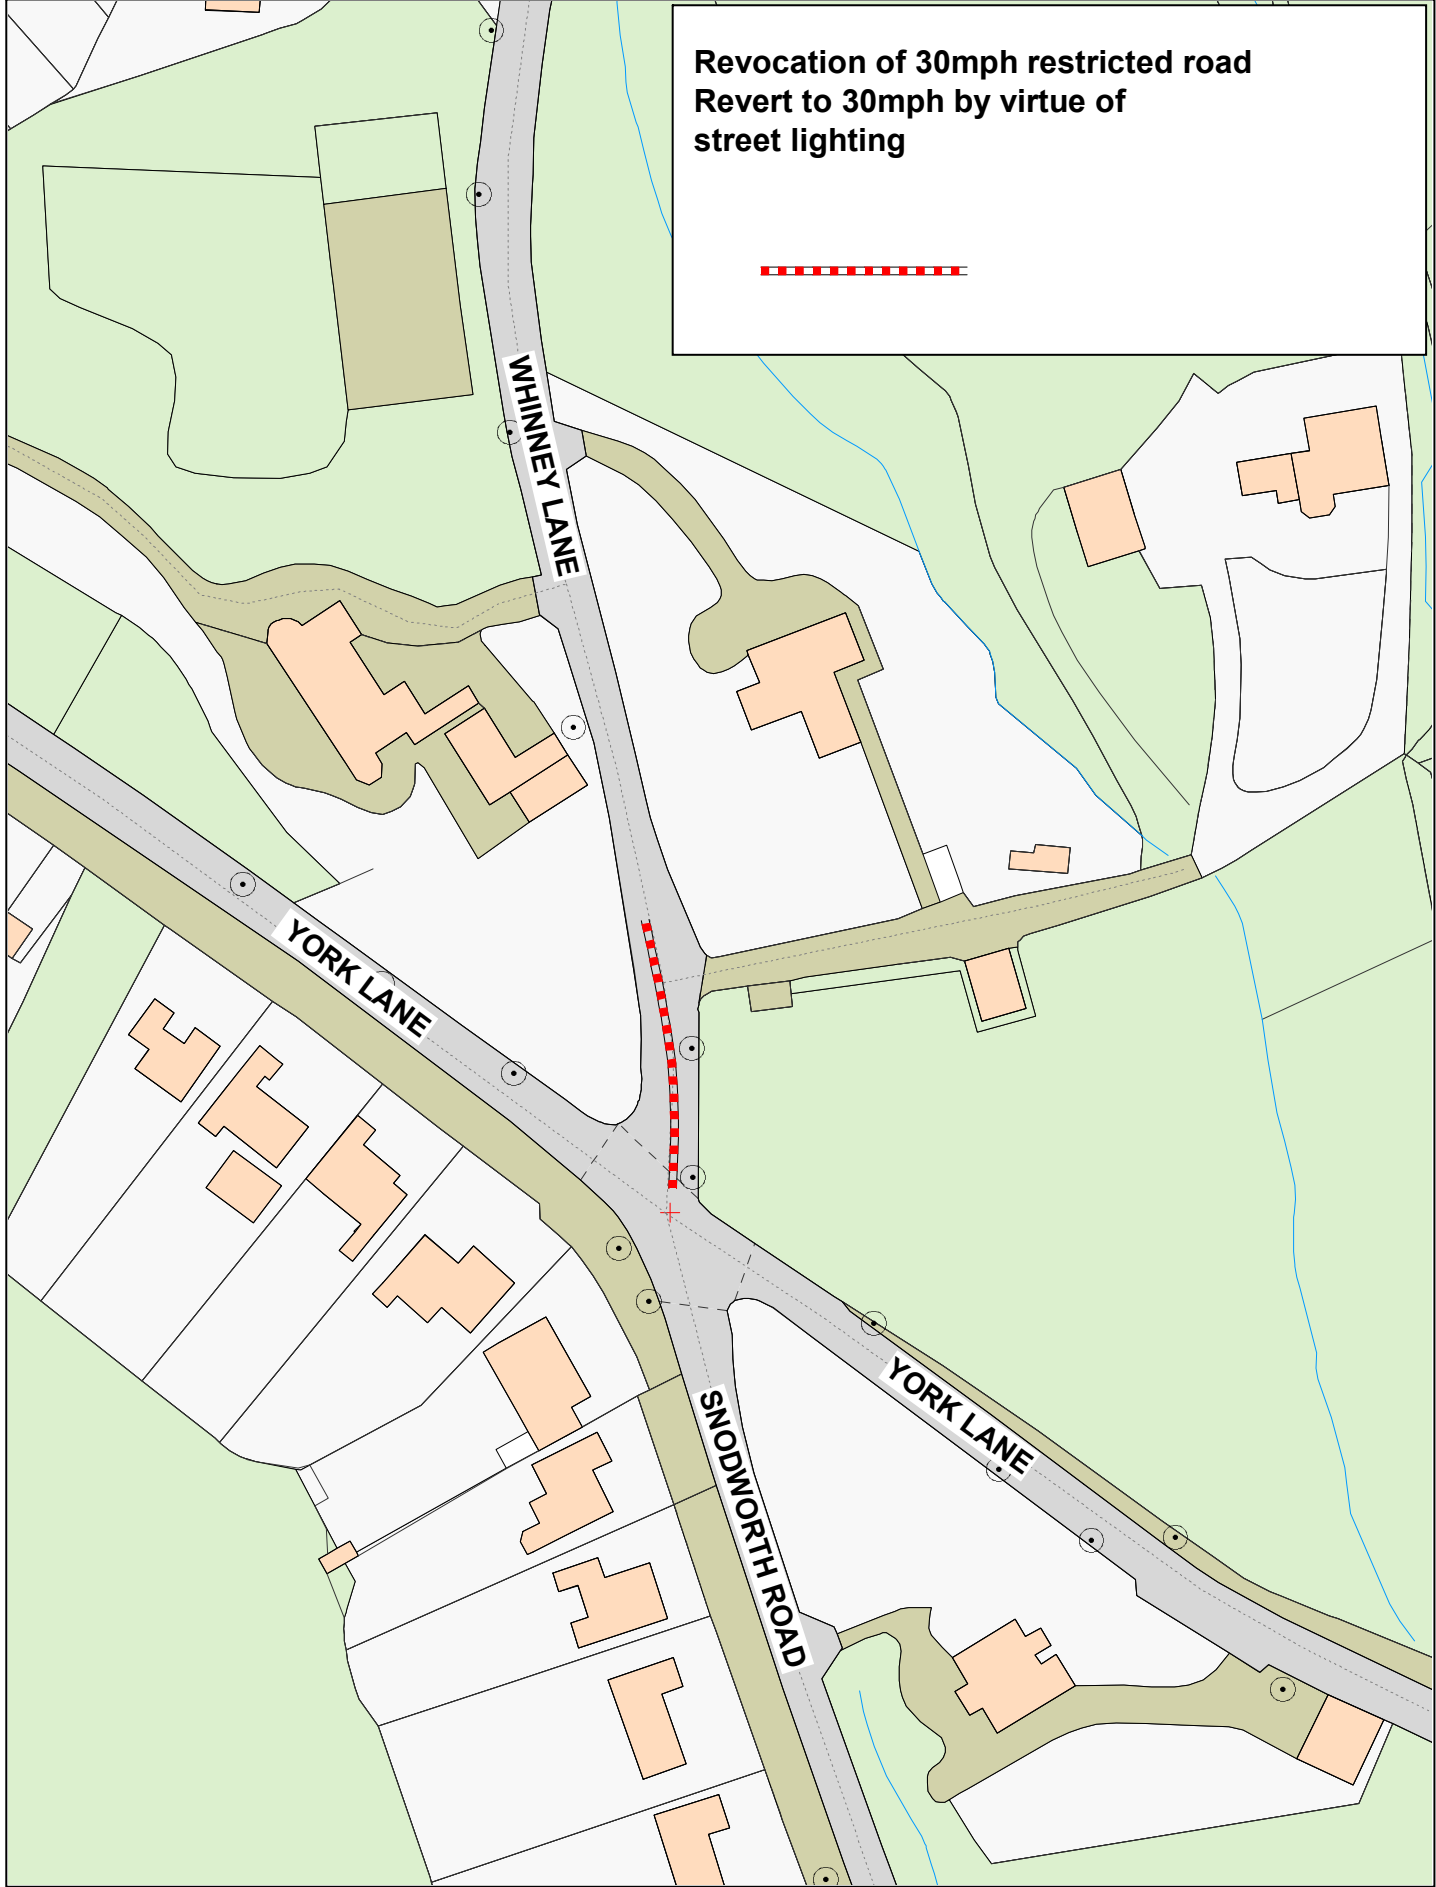 Revocation of 30mph restricted road
Revert to 30mph by virtue of
street lighting
WHINNEY LANE
YORK LANE
YORK LANE
SNODWORTH ROAD